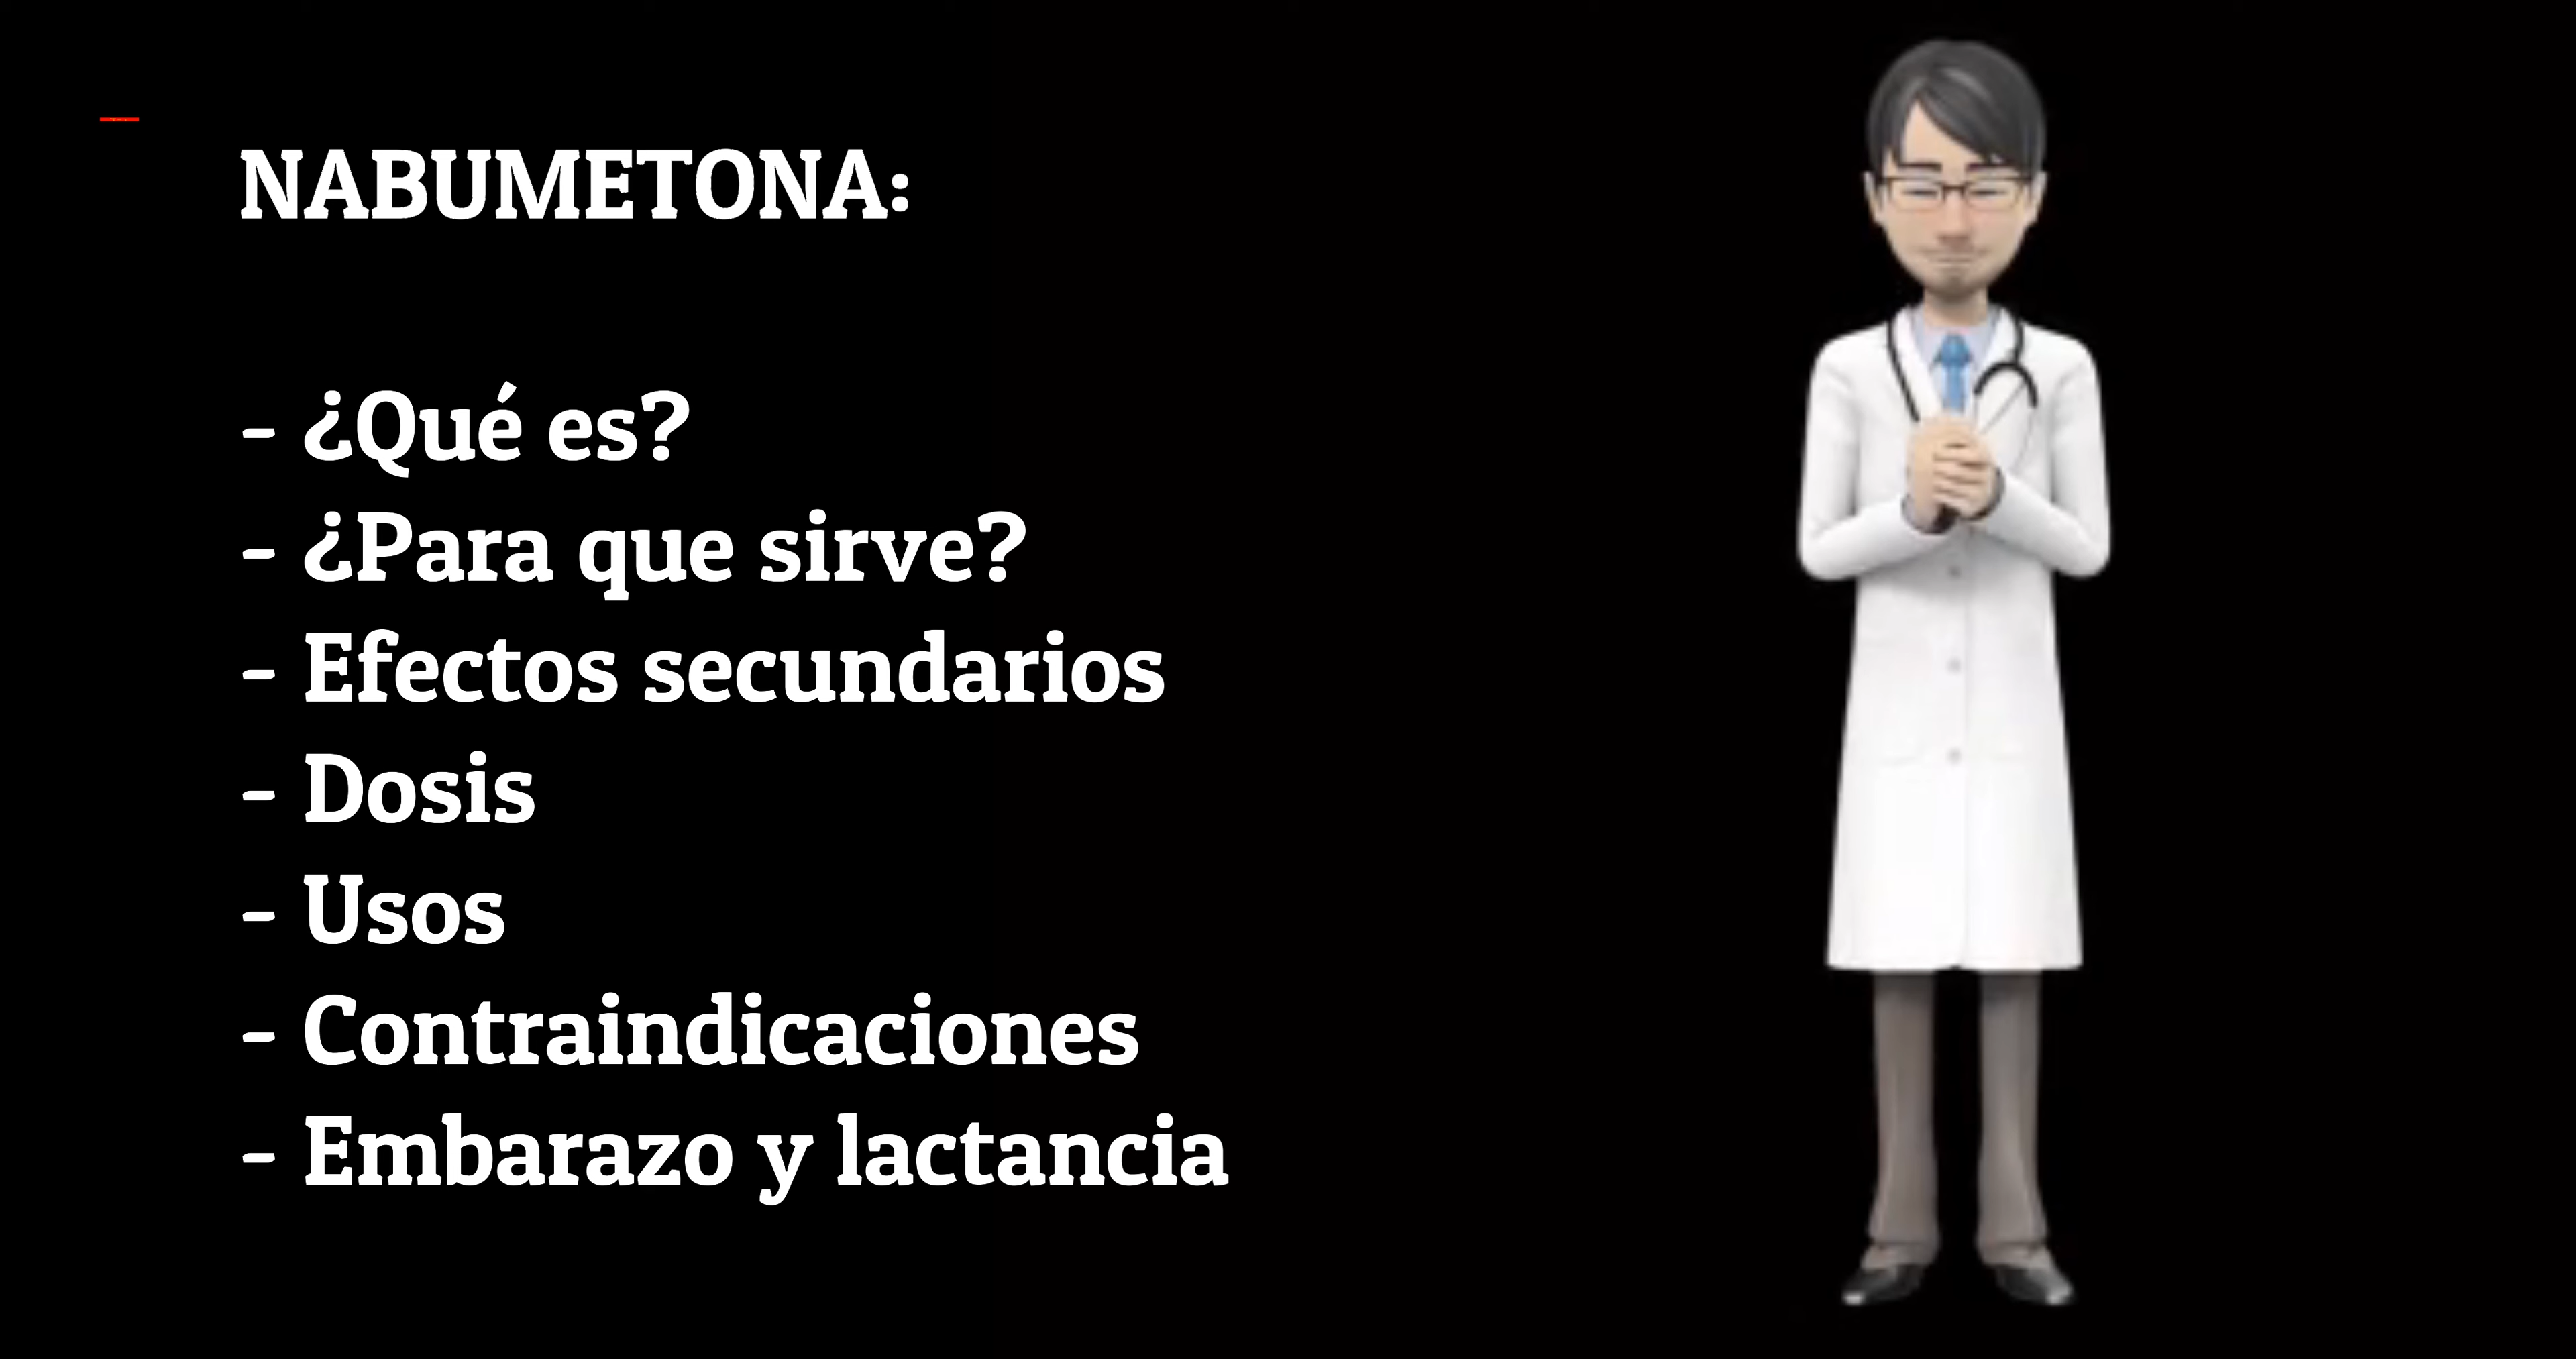 NABUMETONA:
- ¿Qué es?
- ¿Para que sirve?
- Efectos secundarios
- Dosis
- Usos
- Contraindicaciones
- Embarazo y lactancia